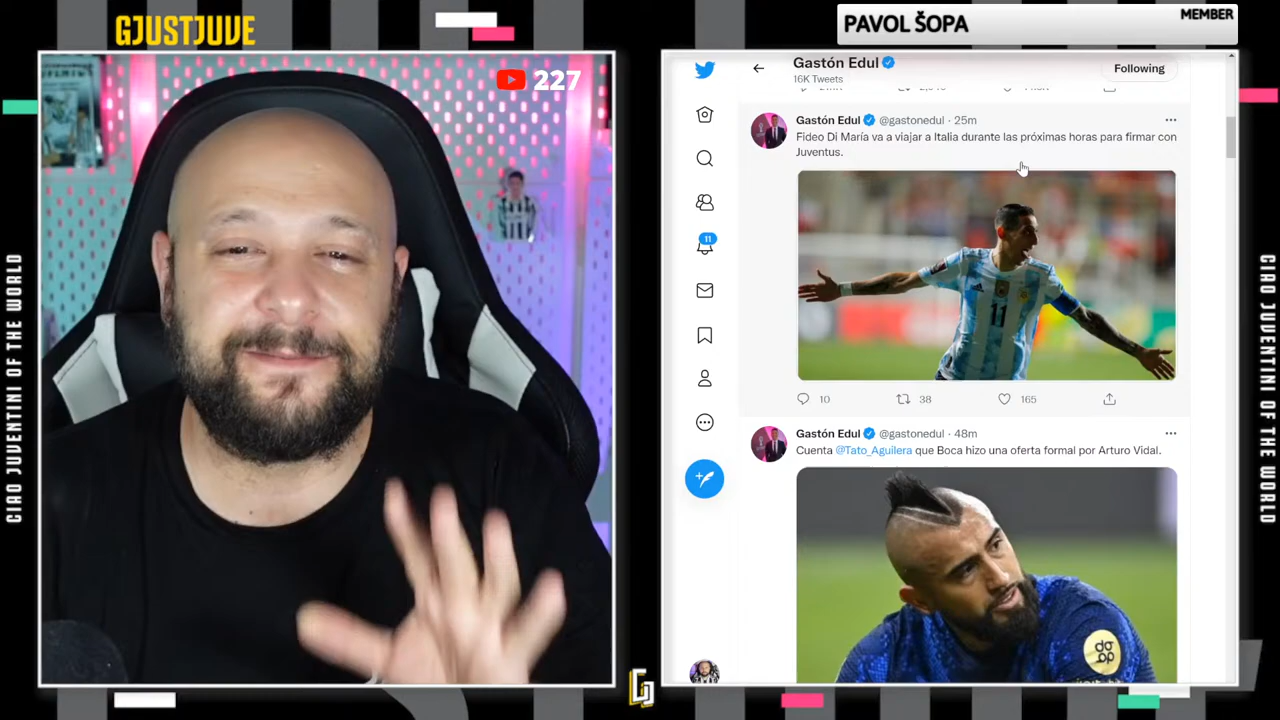 GJUSTJUVE
PAVOL ŠOPA
MEMBER
227
CIAO JUVENTINI OF THE WORLD
Gastón Edul
16K Tweets
Following
Gastón Edul @gastonedul · 25m
Fideo Di María va a viajar a Italia durante las próximas horas para firmar con
Juventus.
11
11
10
38
165
Gastón Edul @gastonedul · 48m
Cuenta @Tato_Aguilera que Boca hizo una oferta formal por Arturo Vidal.
CIAO JUVENTINI OF THE WORLD